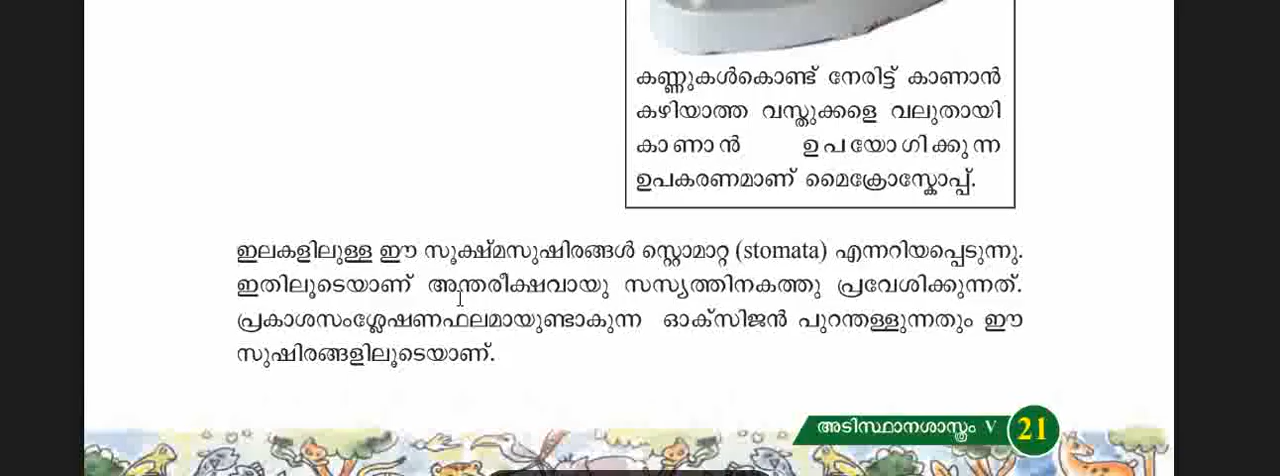 കണ്ണുകൾകൊണ്ട് നേരിട്ട് കാണാൻ
കഴിയാത്ത വസ്തുക്കളെ വലുതായി
കാണാൻ ഉപയോഗിക്കുന്ന
ഉപകരണമാണ് മൈക്രോസ്കോപ്പ്.
ഇലകളിലുള്ള ഈ സൂക്ഷ്മസുഷിരങ്ങൾ സ്റ്റൊമാറ്റ (stomata) എന്നറിയപ്പെടുന്നു.
ഇതിലൂടെയാണ് അന്തരീക്ഷവായു സസ്യത്തിനകത്തു പ്രവേശിക്കുന്നത്.
പ്രകാശസംശ്ലേഷണഫലമായുണ്ടാകുന്ന ഓക്സിജൻ പുറന്തള്ളുന്നതും ഈ
സുഷിരങ്ങളിലൂടെയാണ്.
അടിസ്ഥാനശാസ്ത്രം V 21